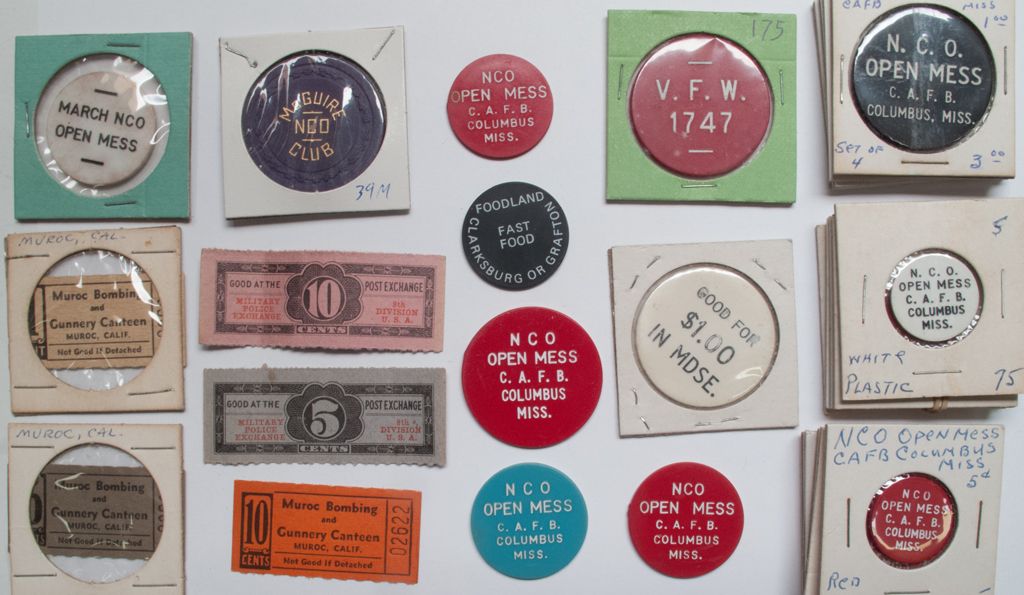 MARCH NCO
OPEN MESS
McGUIRE
NCO
CLUB
39M
NCO
OPEN MESS
C. A. F. B.
COLUMBUS
MISS.
175
V. F. W.
1747
CAFB MISS
1.00
N. C. O.
OPEN MESS
C. A. F. B.
COLUMBUS, MISS.
SET OF
4
3.00
MUROC, CAL.
Muroc Bombing
and
Gunnery Canteen
MUROC, CALIF.
Not Good If Detached
GOOD AT THE 10 POST EXCHANGE
MILITARY
POLICE
EXCHANGE
8th
DIVISION
U. S. A.
CENTS
FOODLAND
FAST
FOOD
CLARKSBURG OR GRAFTON
GOOD FOR
$1.00
IN MDSE.
5
N. C. O.
OPEN MESS
C. A. F. B.
COLUMBUS
MISS.
WHITE
PLASTIC
75
MUROC, CAL.
Muroc Bombing
and
Gunnery Canteen
MUROC, CALIF.
Not Good If Detached
GOOD AT THE 5 POST EXCHANGE
MILITARY
POLICE
EXCHANGE
8th
DIVISION
U. S. A.
CENTS
10
CENTS
Muroc Bombing
and
Gunnery Canteen
MUROC, CALIF.
Not Good If Detached
02622
NCO
OPEN MESS
C. A. F. B.
COLUMBUS
MISS.
NCO
OPEN MESS
C. A. F. B.
COLUMBUS
MISS.
NCO
OPEN MESS
C. A. F. B.
COLUMBUS
MISS.
NCO OPEN MESS
CAFB COLUMBUS
MISS
5¢
NCO
OPEN MESS
C. A. F. B.
COLUMBUS
MISS.
RED